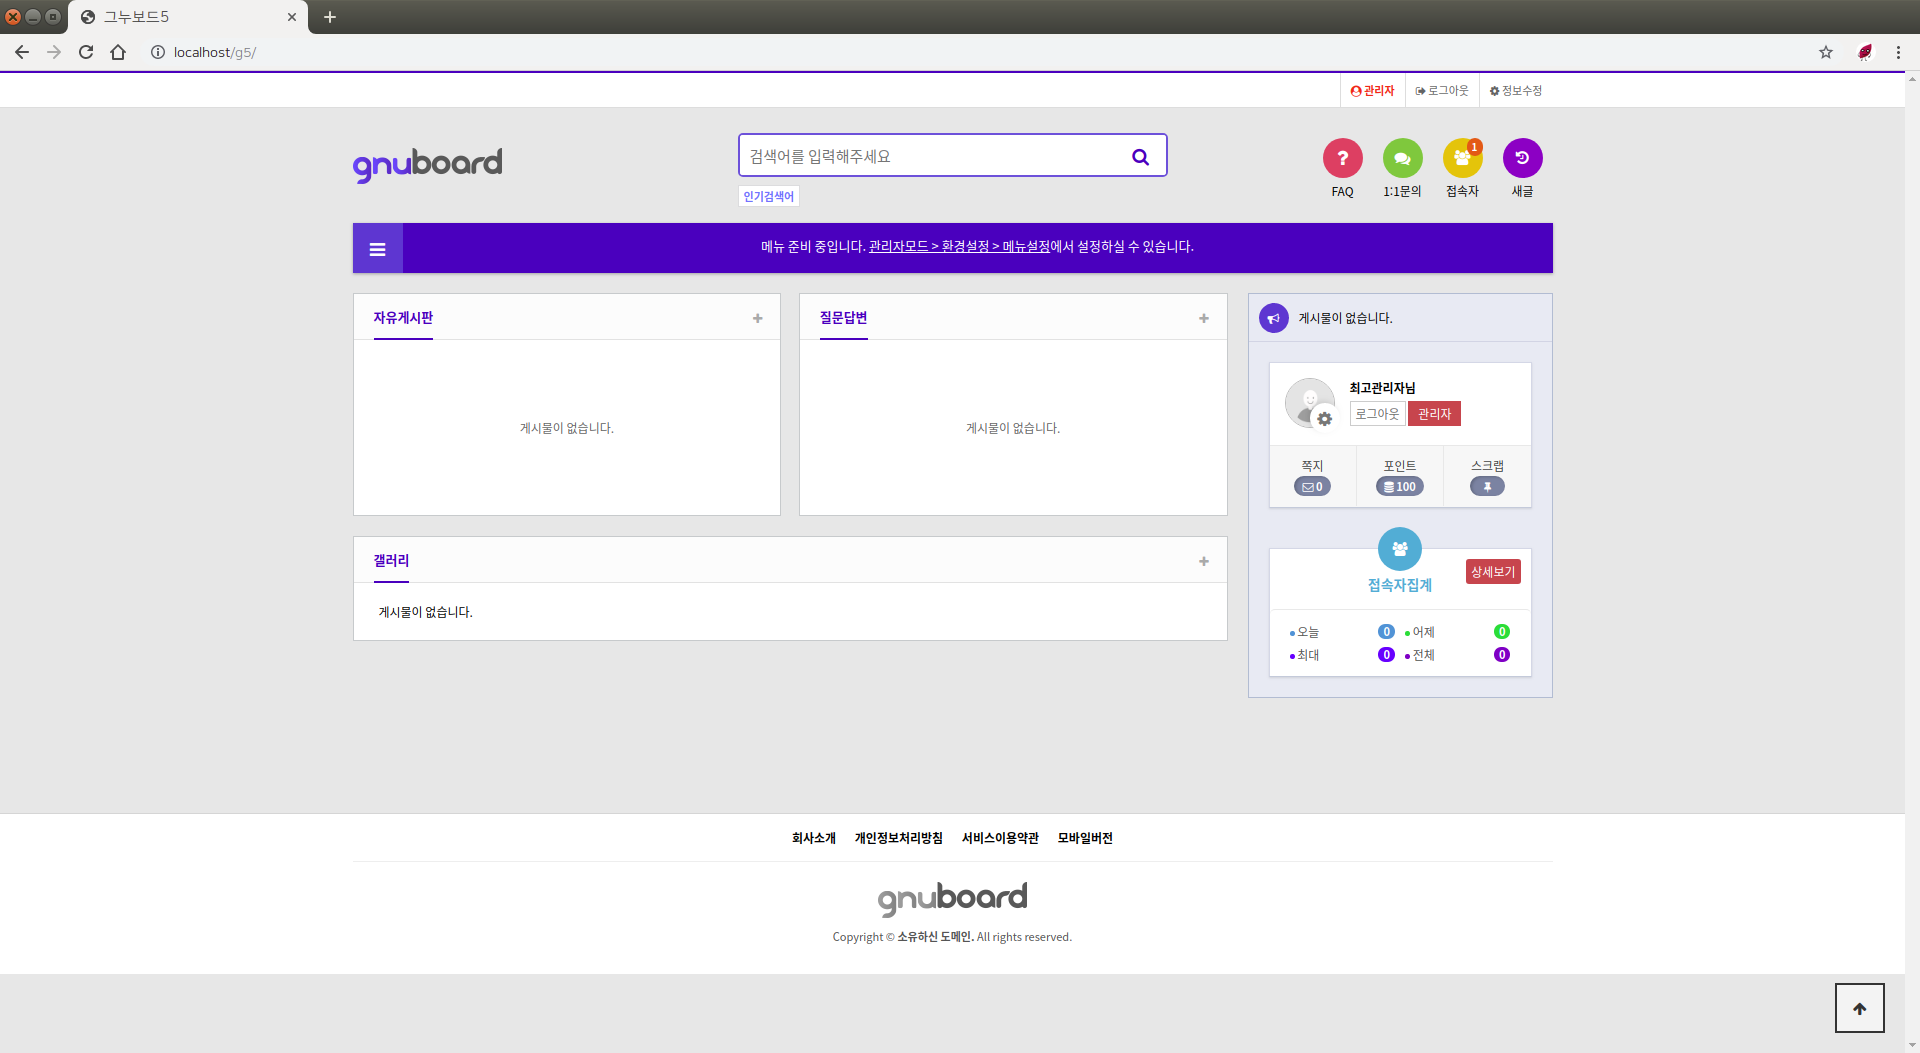 그누보드5
localhost/g5/
관리자 로그아웃 정보수정
gnuboard
검색어를 입력해주세요
인기검색어
1
FAQ 1:1문의 접속자 새글
메뉴 준비 중입니다. 관리자모드 > 환경설정 > 메뉴설정에서 설정하실 수 있습니다.
자유게시판
게시물이 없습니다.
질문답변
게시물이 없습니다.
갤러리
게시물이 없습니다.
게시물이 없습니다.
최고관리자님
로그아웃 관리자
쪽지 포인트 스크랩
0 100
접속자집계
상세보기
오늘 0 어제 0
최대 0 전체 0
회사소개 개인정보처리방침 서비스이용약관 모바일버전
gnuboard
Copyright © 소유하신 도메인. All rights reserved.